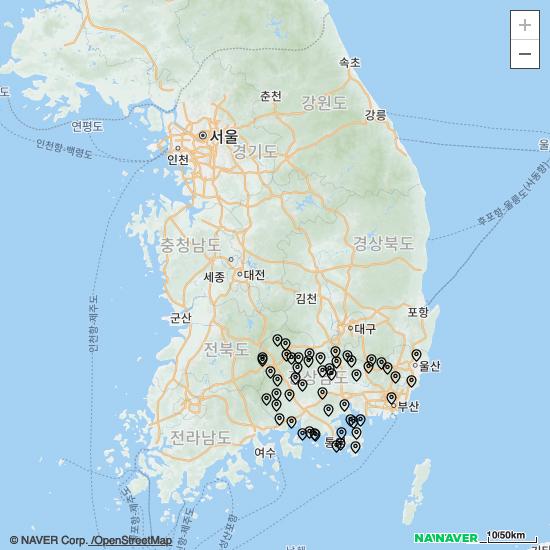 +
−
속초
춘천
강원도
강릉
도
연평도
인천항-백령도
서울
인천
경기도
울
후포항-울릉도(사동항)
충청남도
경상북도
세종
대전
김천
인천항-제주도
포항
군산
대구
전북도
울산
상남도
부산
전라남도
통
여수
© NAVER Corp. /OpenStreetMap
NAVER
10/50km